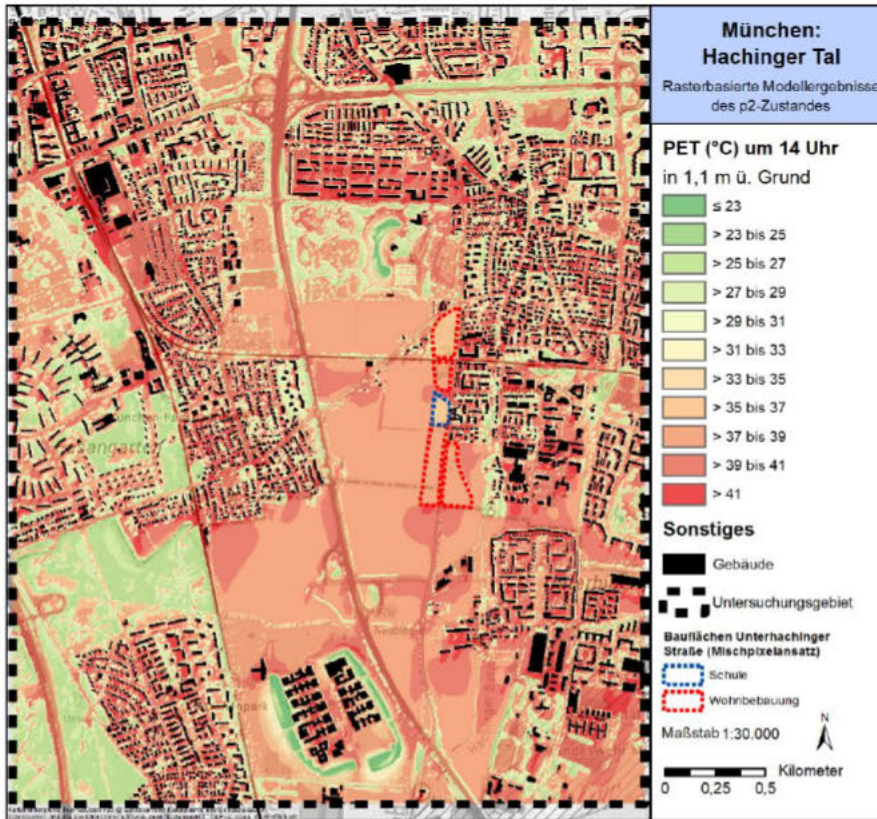 München:
Hachinger Tal
Rasterbasierte Modellergebnisse
des p2-Zustandes
PET (°C) um 14 Uhr
in 1,1 m ü. Grund
≤ 23
> 23 bis 25
> 25 bis 27
> 27 bis 29
> 29 bis 31
> 31 bis 33
> 33 bis 35
> 35 bis 37
> 37 bis 39
> 39 bis 41
> 41
Sonstiges
Gebäude
Untersuchungsgebiet
Bauflächen Unterhachinger
Straße (Mischpixelansatz)
Schule
Wohnbebauung
Maßstab 1:30.000
N
Kilometer
0 0,25 0,5